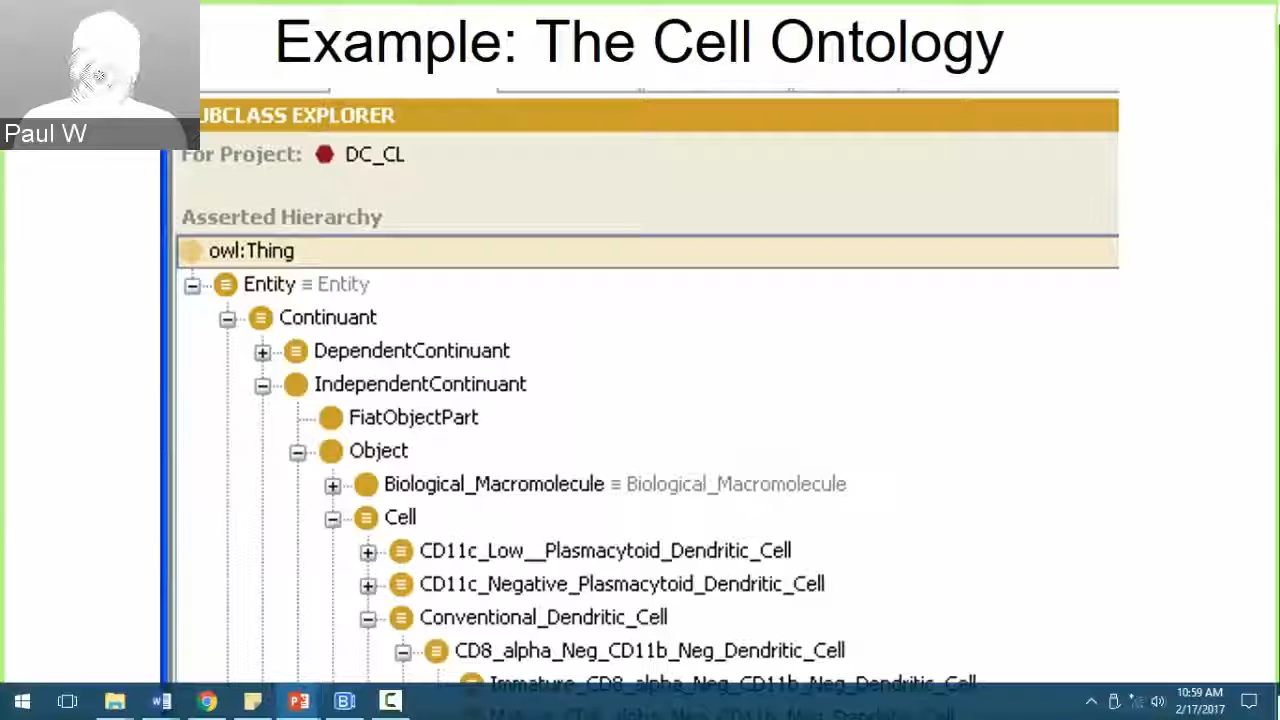 Example: The Cell Ontology
Paul W
UBCLASS EXPLORER
For Project: DC_CL
Asserted Hierarchy
owl:Thing
Entity ≡ Entity
Continuant
DependentContinuant
IndependentContinuant
FiatObjectPart
Object
Biological_Macromolecule ≡ Biological_Macromolecule
Cell
CD11c_Low__Plasmacytoid_Dendritic_Cell
CD11c_Negative_Plasmacytoid_Dendritic_Cell
Conventional_Dendritic_Cell
CD8_alpha_Neg_CD11b_Neg_Dendritic_Cell
Immature_CD8_alpha_Neg_CD11b_Neg_Dendritic_Cell
10:59 AM
2/17/2017